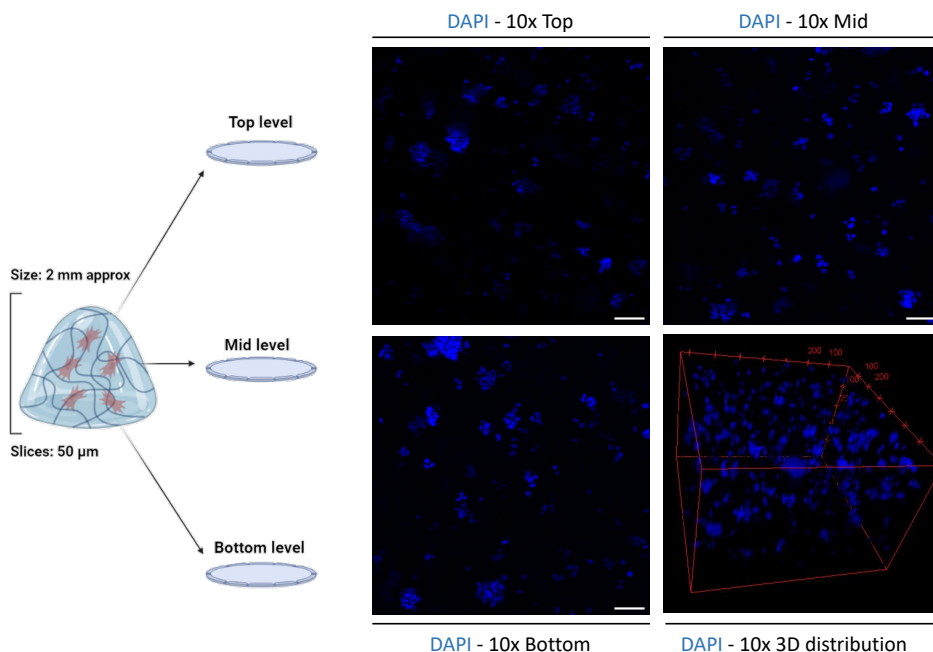 DAPI - 10x Top
DAPI - 10x Mid
Top level
Size: 2 mm approx
Mid level
Slices: 50 µm
Bottom level
200 100
100
200
DAPI - 10x Bottom
DAPI - 10x 3D distribution